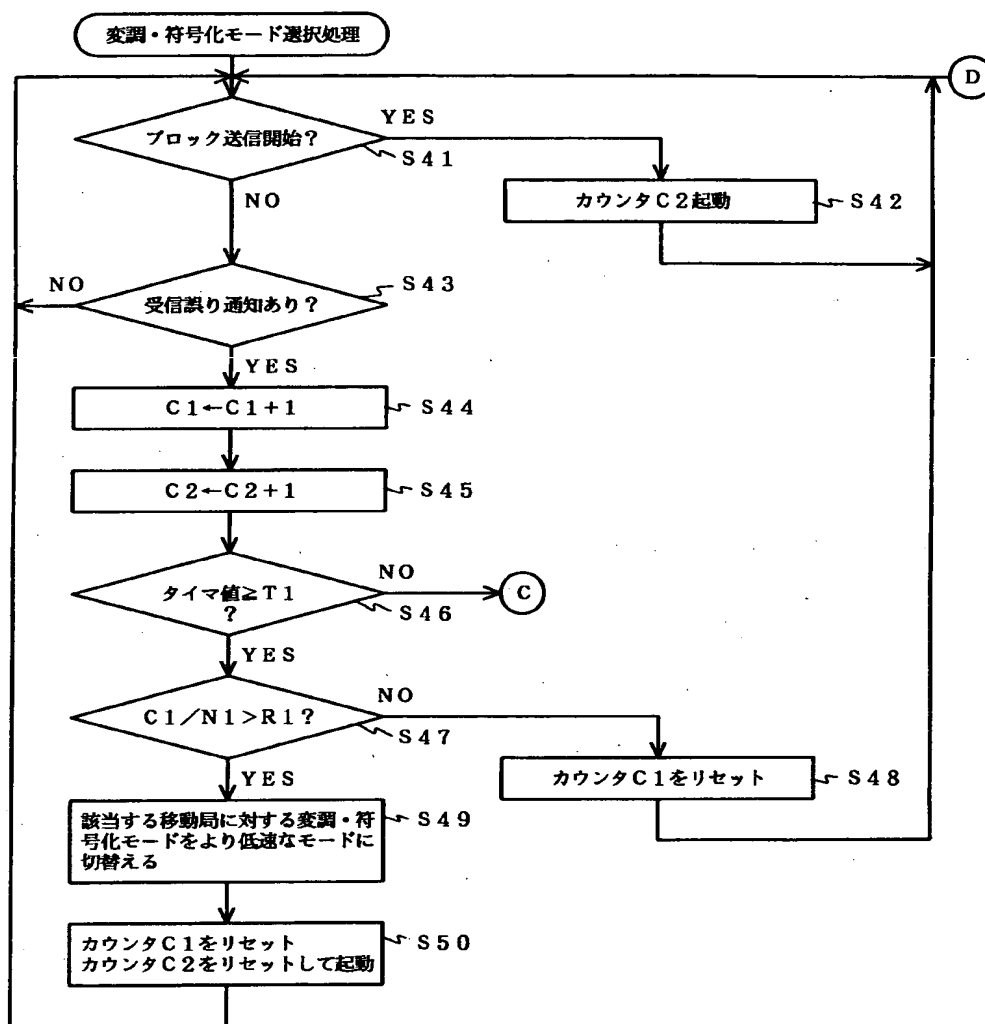 変調・符号化モード選択処理
D
ブロック送信開始?
YES
S41
NO
カウンタC2起動
S42
NO
受信誤り通知あり?
S43
YES
C1←C1+1
S44
C2←C2+1
S45
タイマ値≧T1
?
NO
S46
C
YES
C1/N1>R1?
NO
S47
カウンタC1をリセット
S48
YES
該当する移動局に対する変調・符
号化モードをより低速なモードに
切替える
S49
カウンタC1をリセット
カウンタC2をリセットして起動
S50